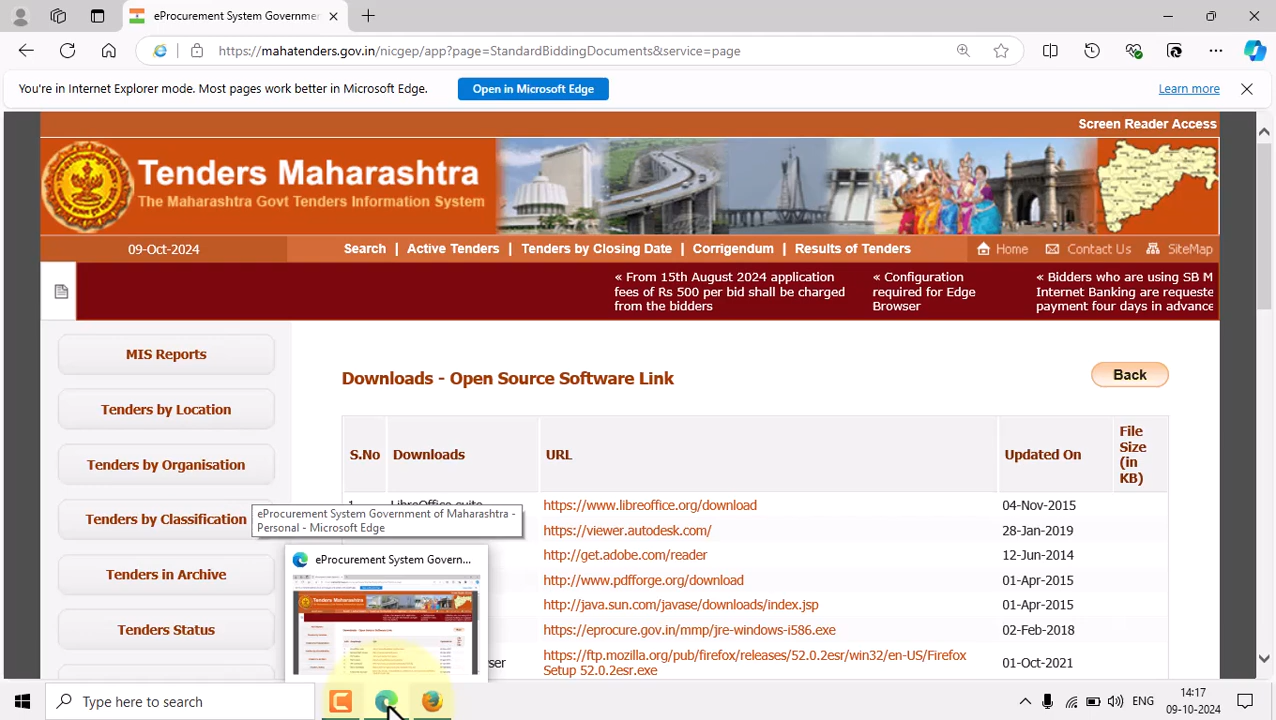 eProcurement System Government
https://mahatenders.gov.in/nicgep/app?page=StandardBiddingDocuments&service=page
You're in Internet Explorer mode. Most pages work better in Microsoft Edge.
Open in Microsoft Edge
Learn more
Screen Reader Access
Tenders Maharashtra
The Maharashtra Govt Tenders Information System
09-Oct-2024
Search | Active Tenders | Tenders by Closing Date | Corrigendum | Results of Tenders
Home
Contact Us
SiteMap
« From 15th August 2024 application
fees of Rs 500 per bid shall be charged
from the bidders
« Configuration
required for Edge
Browser
« Bidders who are using SB M
Internet Banking are requeste
payment four days in advance
MIS Reports
Tenders by Location
Tenders by Organisation
Tenders by Classification
Tenders in Archive
Tenders Status
Downloads - Open Source Software Link
Back
S.No Downloads URL Updated On File Size (in KB)
1 LibreOffice suite https://www.libreoffice.org/download 04-Nov-2015
https://viewer.autodesk.com/ 28-Jan-2019
http://get.adobe.com/reader 12-Jun-2014
http://www.pdfforge.org/download 01-Apr-2015
http://java.sun.com/javase/downloads/index.jsp 01-Apr-2015
https://eprocure.gov.in/mmp/jre-windows-i586.exe 02-Feb-2018
https://ftp.mozilla.org/pub/firefox/releases/52.0.2esr/win32/en-US/Firefox
Setup 52.0.2esr.exe 01-Oct-2021
eProcurement System Government of Maharashtra -
Personal - Microsoft Edge
eProcurement System Govern...
Type here to search
ENG
14:17
09-10-2024